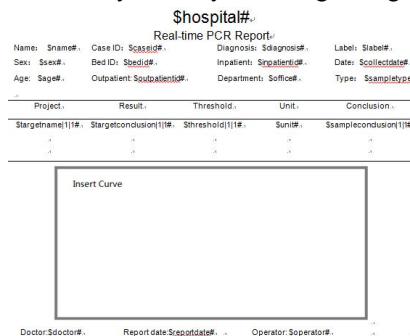 $hospital#
Real-time PCR Report
Name: $name# Case ID: $caseid# Diagnosis: $diagnosis# Label: $label#
Sex: $sex# Bed ID: $bedid# Inpatient: $inpatientid# Date: $collectdate#
Age: $age# Outpatient: $outpatientid# Department: $office# Type: $sampletype
Project Result Threshold Unit Conclusion
$targetname|1|1# $targetconclusion|1|1# $threshold|1|1# $unit# $sampleconclusion|1|1#
Insert Curve
Doctor:$doctor# Report date:$reportdate# Operator: $operator#